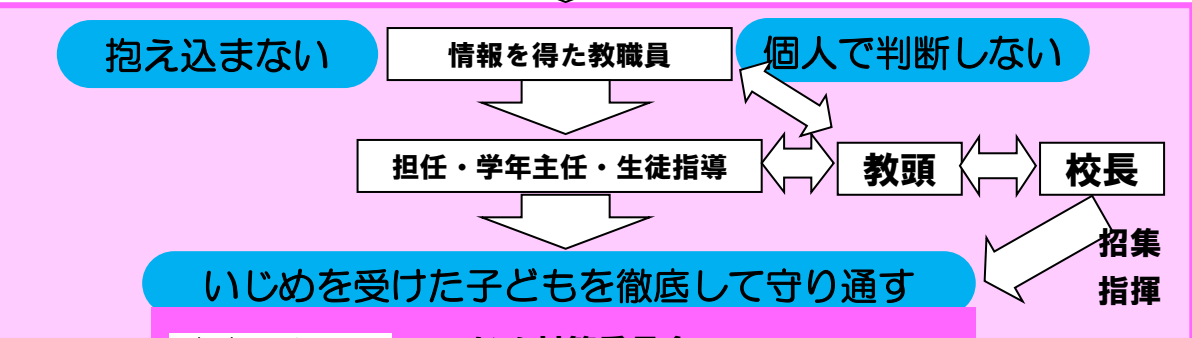 抱え込まない
情報を得た教職員
個人で判断しない
担任・学年主任・生徒指導
教頭
校長
招集
指揮
いじめを受けた子どもを徹底して守り通す